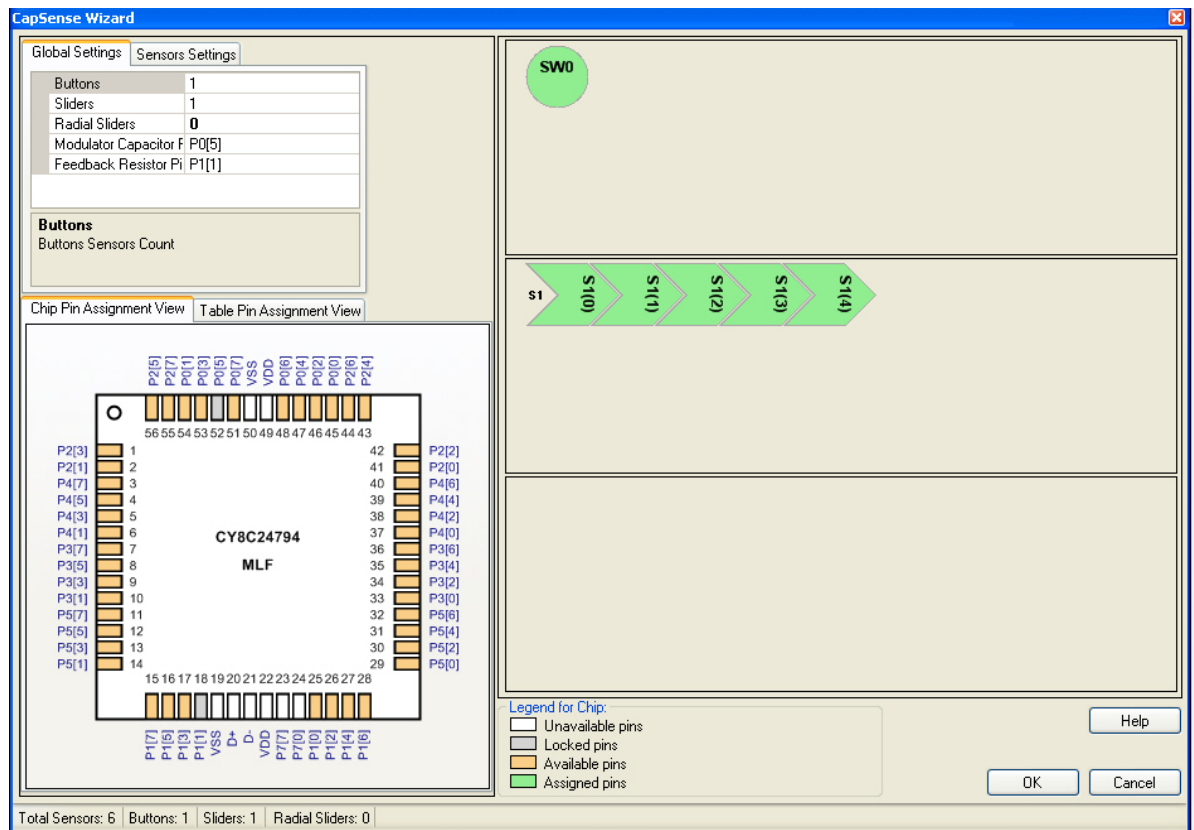 CapSense Wizard
Global Settings Sensors Settings
Buttons 1
Sliders 1
Radial Sliders 0
Modulator Capacitor F P0[5]
Feedback Resistor Pi P1[1]
Buttons
Buttons Sensors Count
Chip Pin Assignment View Table Pin Assignment View
P2[5] P2[7] P0[1] P0[3] P0[5] P0[7] VSS VDD P0[6] P0[4] P0[2] P0[0] P2[6] P2[4]
56 55 54 53 52 51 50 49 48 47 46 45 44 43
P2[3] 1 42 P2[2]
P2[1] 2 41 P2[0]
P4[7] 3 40 P4[6]
P4[5] 4 39 P4[4]
P4[3] 5 38 P4[2]
P4[1] 6 37 P4[0]
P3[7] 7 36 P3[6]
P3[5] 8 35 P3[4]
P3[3] 9 34 P3[2]
P3[1] 10 33 P3[0]
P5[7] 11 32 P5[6]
P5[5] 12 31 P5[4]
P5[3] 13 30 P5[2]
P5[1] 14 29 P5[0]
CY8C24794
MLF
15 16 17 18 19 20 21 22 23 24 25 26 27 28
P1[7] P1[5] P1[3] P1[1] VSS D+ D- VDD P7[7] P7[0] P1[0] P1[2] P1[4] P1[6]
SW0
S1 S1(0) S1(1) S1(2) S1(3) S1(4)
Legend for Chip:
Unavailable pins
Locked pins
Available pins
Assigned pins
Help
OK Cancel
Total Sensors: 6 Buttons: 1 Sliders: 1 Radial Sliders: 0